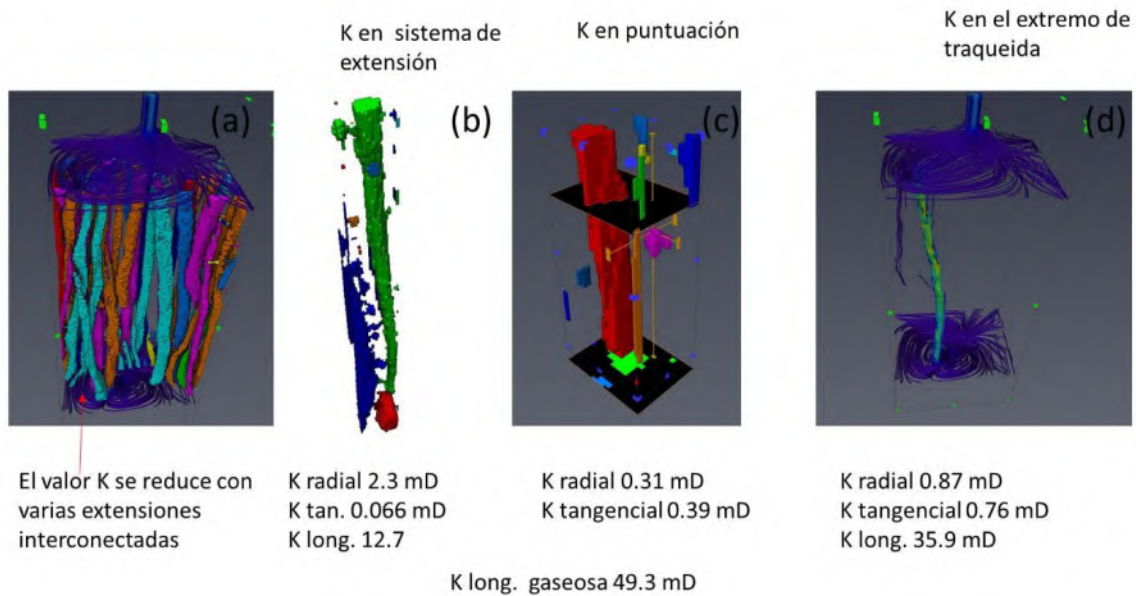 K en sistema de
extensión
K en puntuación
K en el extremo de
traqueida
(a)
(b)
(c)
(d)
El valor K se reduce con
varias extensiones
interconectadas
K radial 2.3 mD
K tan. 0.066 mD
K long. 12.7
K radial 0.31 mD
K tangencial 0.39 mD
K radial 0.87 mD
K tangencial 0.76 mD
K long. 35.9 mD
K long. gaseosa 49.3 mD